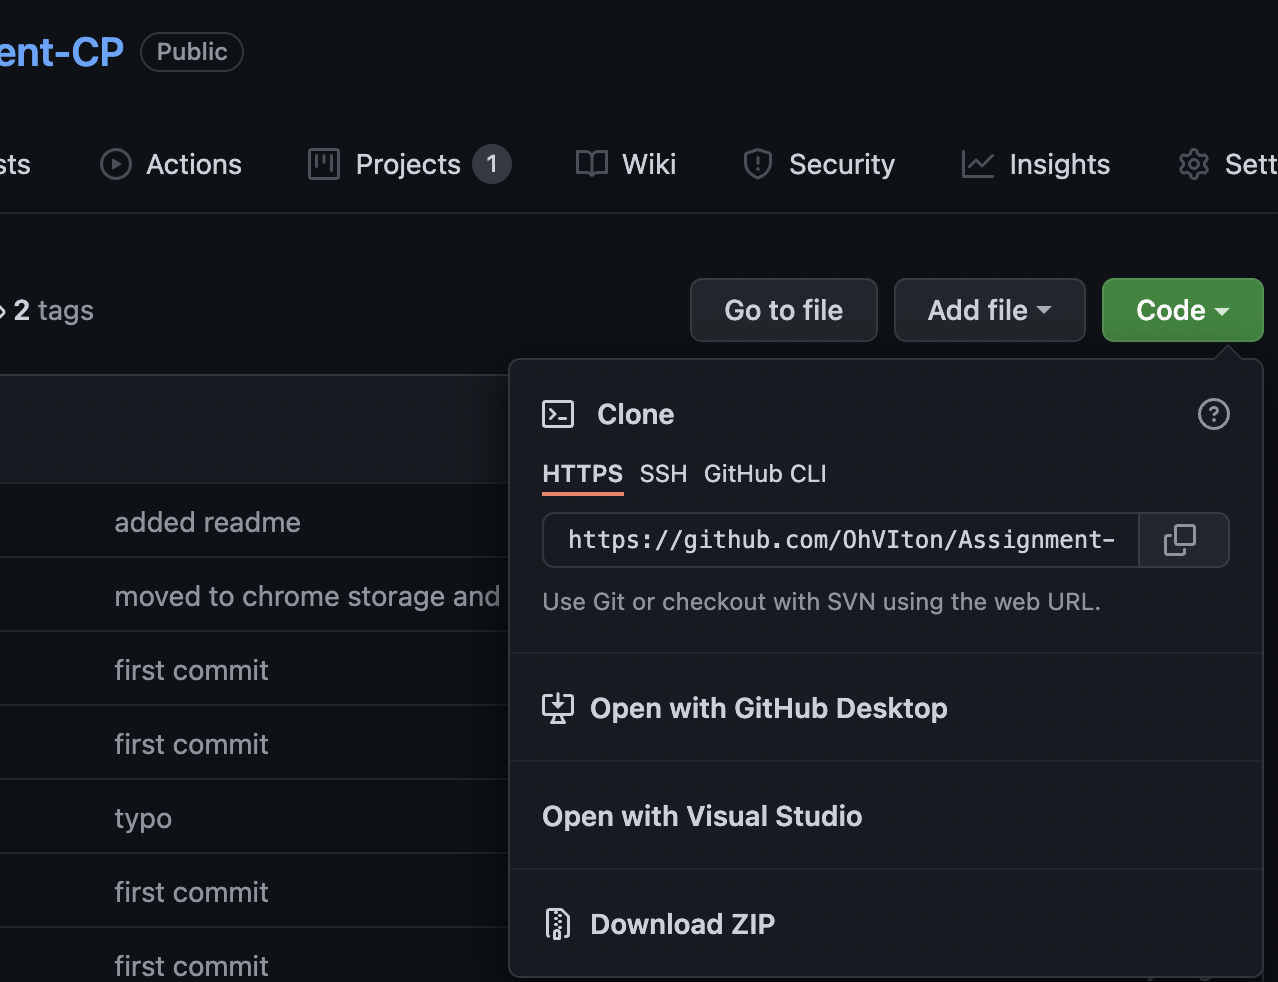 ent-CP Public
sts Actions Projects 1 Wiki Security Insights Sett
2 tags Go to file Add file Code
Clone
HTTPS SSH GitHub CLI
https://github.com/OhVIton/Assignment-
Use Git or checkout with SVN using the web URL.
Open with GitHub Desktop
Open with Visual Studio
Download ZIP
added readme
moved to chrome storage and
first commit
first commit
typo
first commit
first commit